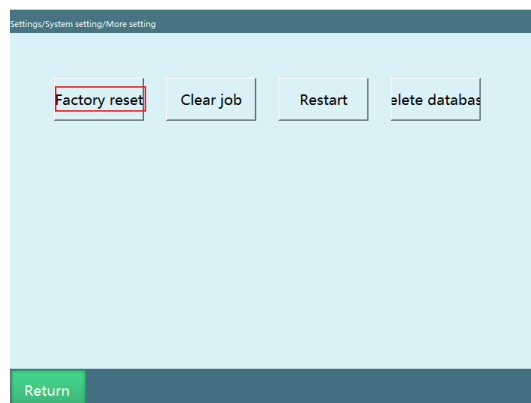 Settings/System setting/More setting
Factory reset
Clear job
Restart
elete databas
Return